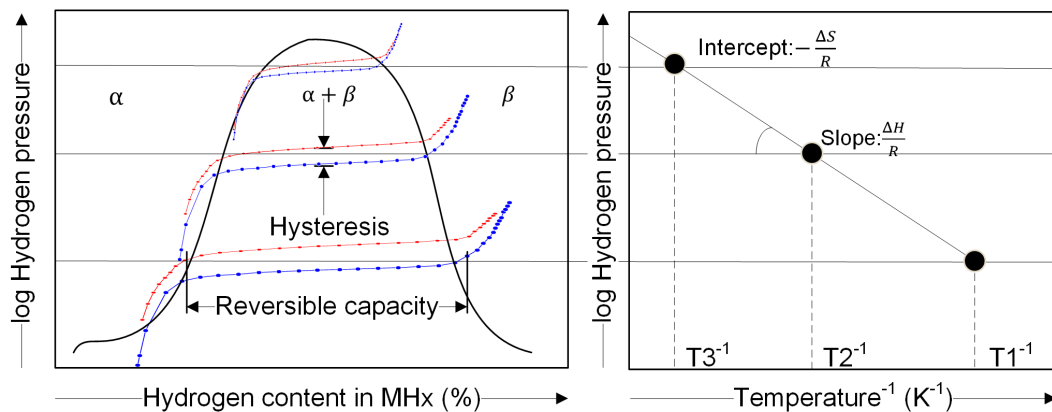 log Hydrogen pressure
α
α + β
β
Hysteresis
Reversible capacity
Hydrogen content in MHx (%)
log Hydrogen pressure
Intercept:−ΔS/R
Slope:ΔH/R
T3⁻¹
T2⁻¹
T1⁻¹
Temperature⁻¹ (K⁻¹)